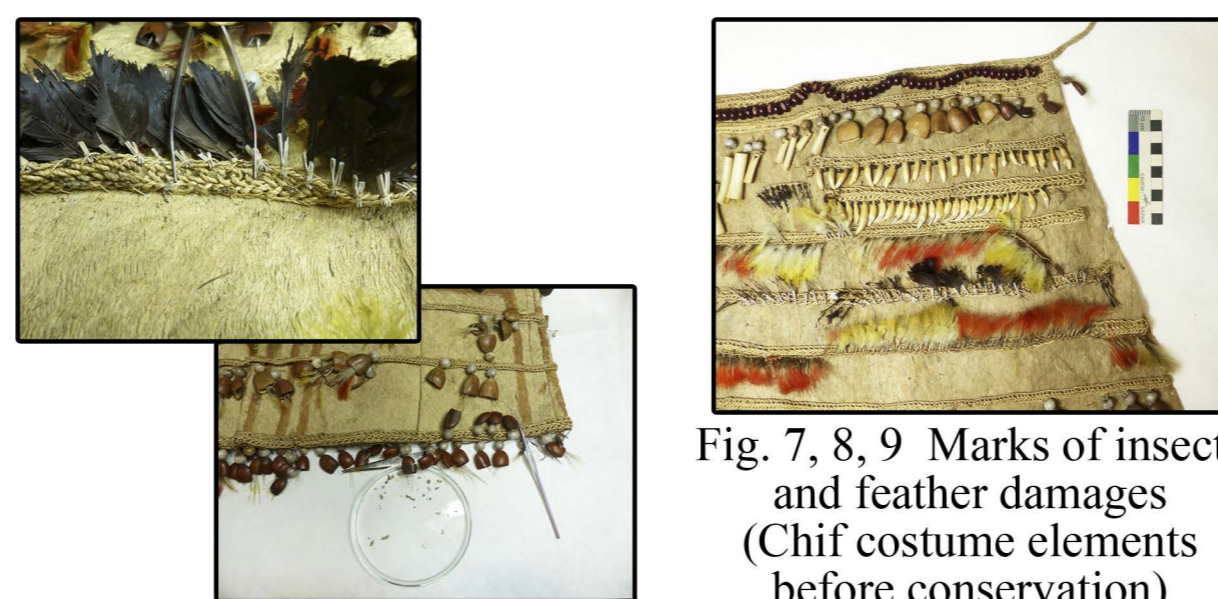 Fig. 7, 8, 9 Marks of insect
and feather damages
(Chif costume elements
before conservation)